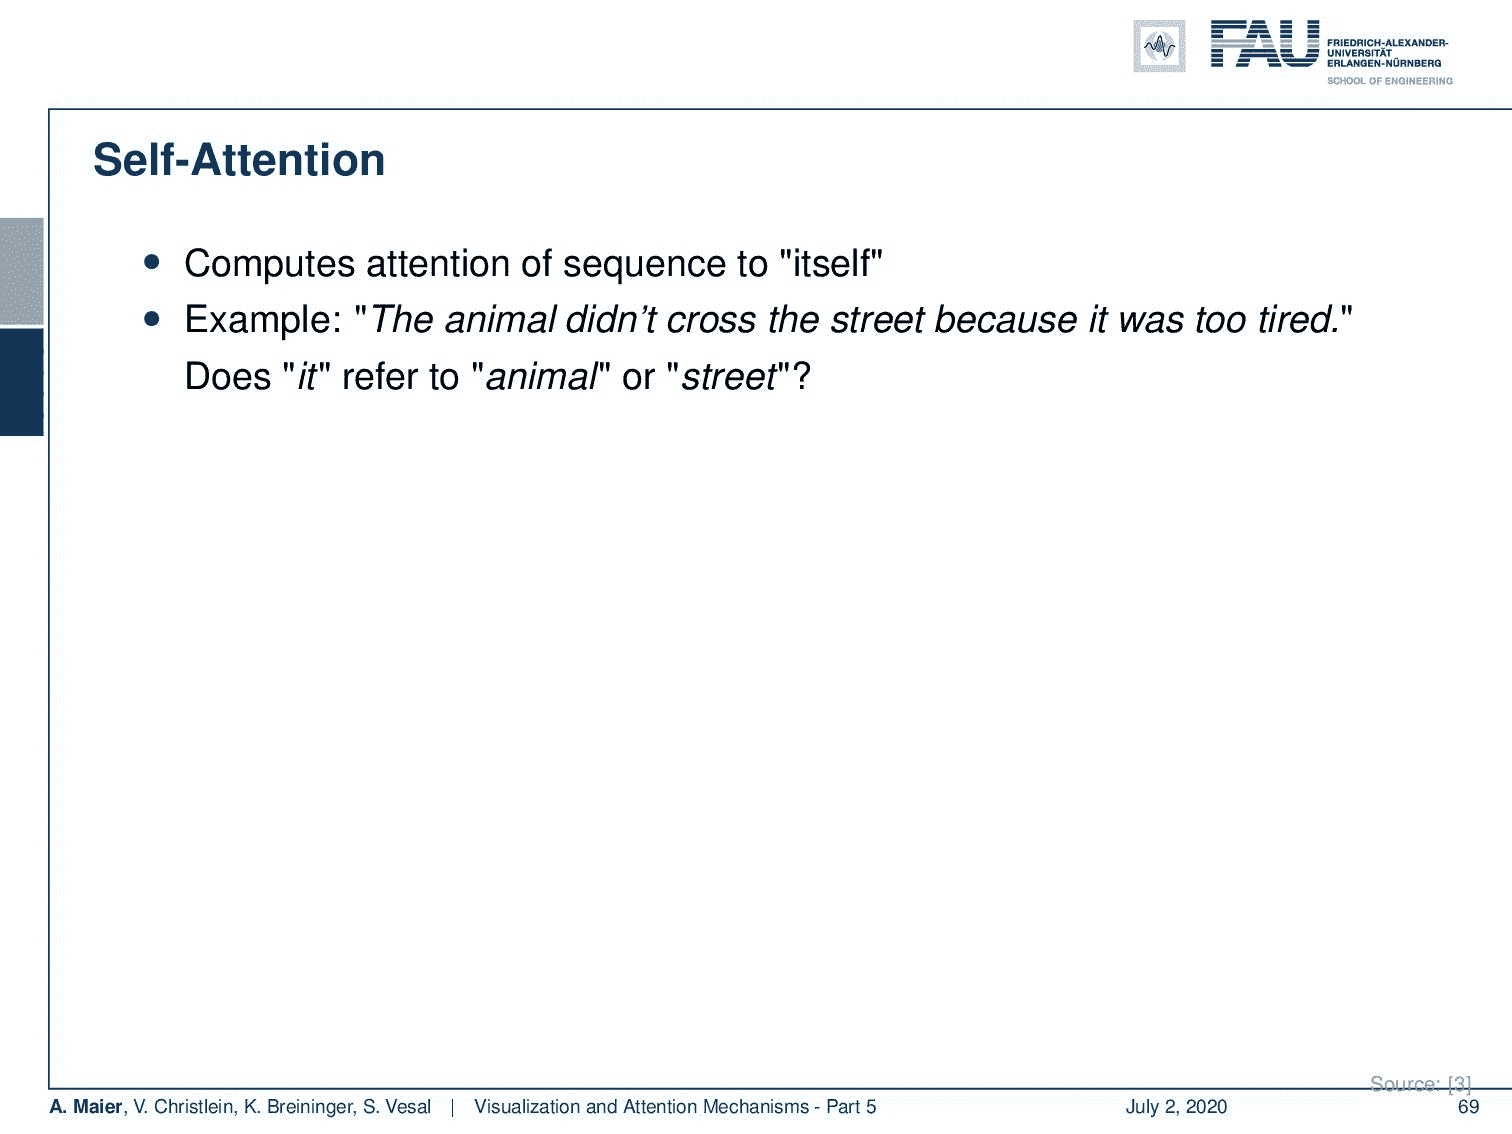 FAU
FRIEDRICH-ALEXANDER-
UNIVERSITÄT
ERLANGEN-NÜRNBERG
SCHOOL OF ENGINEERING
Self-Attention
• Computes attention of sequence to "itself"
• Example: "The animal didn't cross the street because it was too tired."
Does "it" refer to "animal" or "street"?
Source: [3]
A. Maier, V. Christlein, K. Breininger, S. Vesal | Visualization and Attention Mechanisms - Part 5 July 2, 2020 69